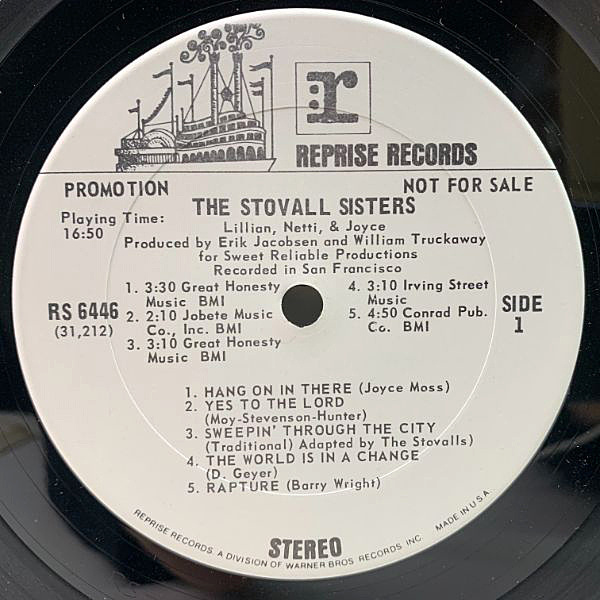 r:
REPRISE RECORDS
PROMOTION
NOT FOR SALE
THE STOVALL SISTERS
Playing Time:
16:50
Lillian, Netti, & Joyce
Produced by Erik Jacobsen and William Truckaway
for Sweet Reliable Productions
Recorded in San Francisco
RS 6446
(31,212)
1. 3:30 Great Honesty
Music BMI
2. 2:10 Jobete Music
Co., Inc. BMI
3. 3:10 Great Honesty
Music BMI
4. 3:10 Irving Street
Music
5. 4:50 Conrad Pub.
Co. BMI
SIDE
1
1. HANG ON IN THERE (Joyce Moss)
2. YES TO THE LORD
(Moy-Stevenson-Hunter)
3. SWEEPIN' THROUGH THE CITY
(Traditional) Adapted by The Stovalls)
4. THE WORLD IS IN A CHANGE
(D. Geyer)
5. RAPTURE (Barry Wright)
STEREO
REPRISE RECORDS, A DIVISION OF WARNER BROS. RECORDS, INC. MADE IN U.S.A.